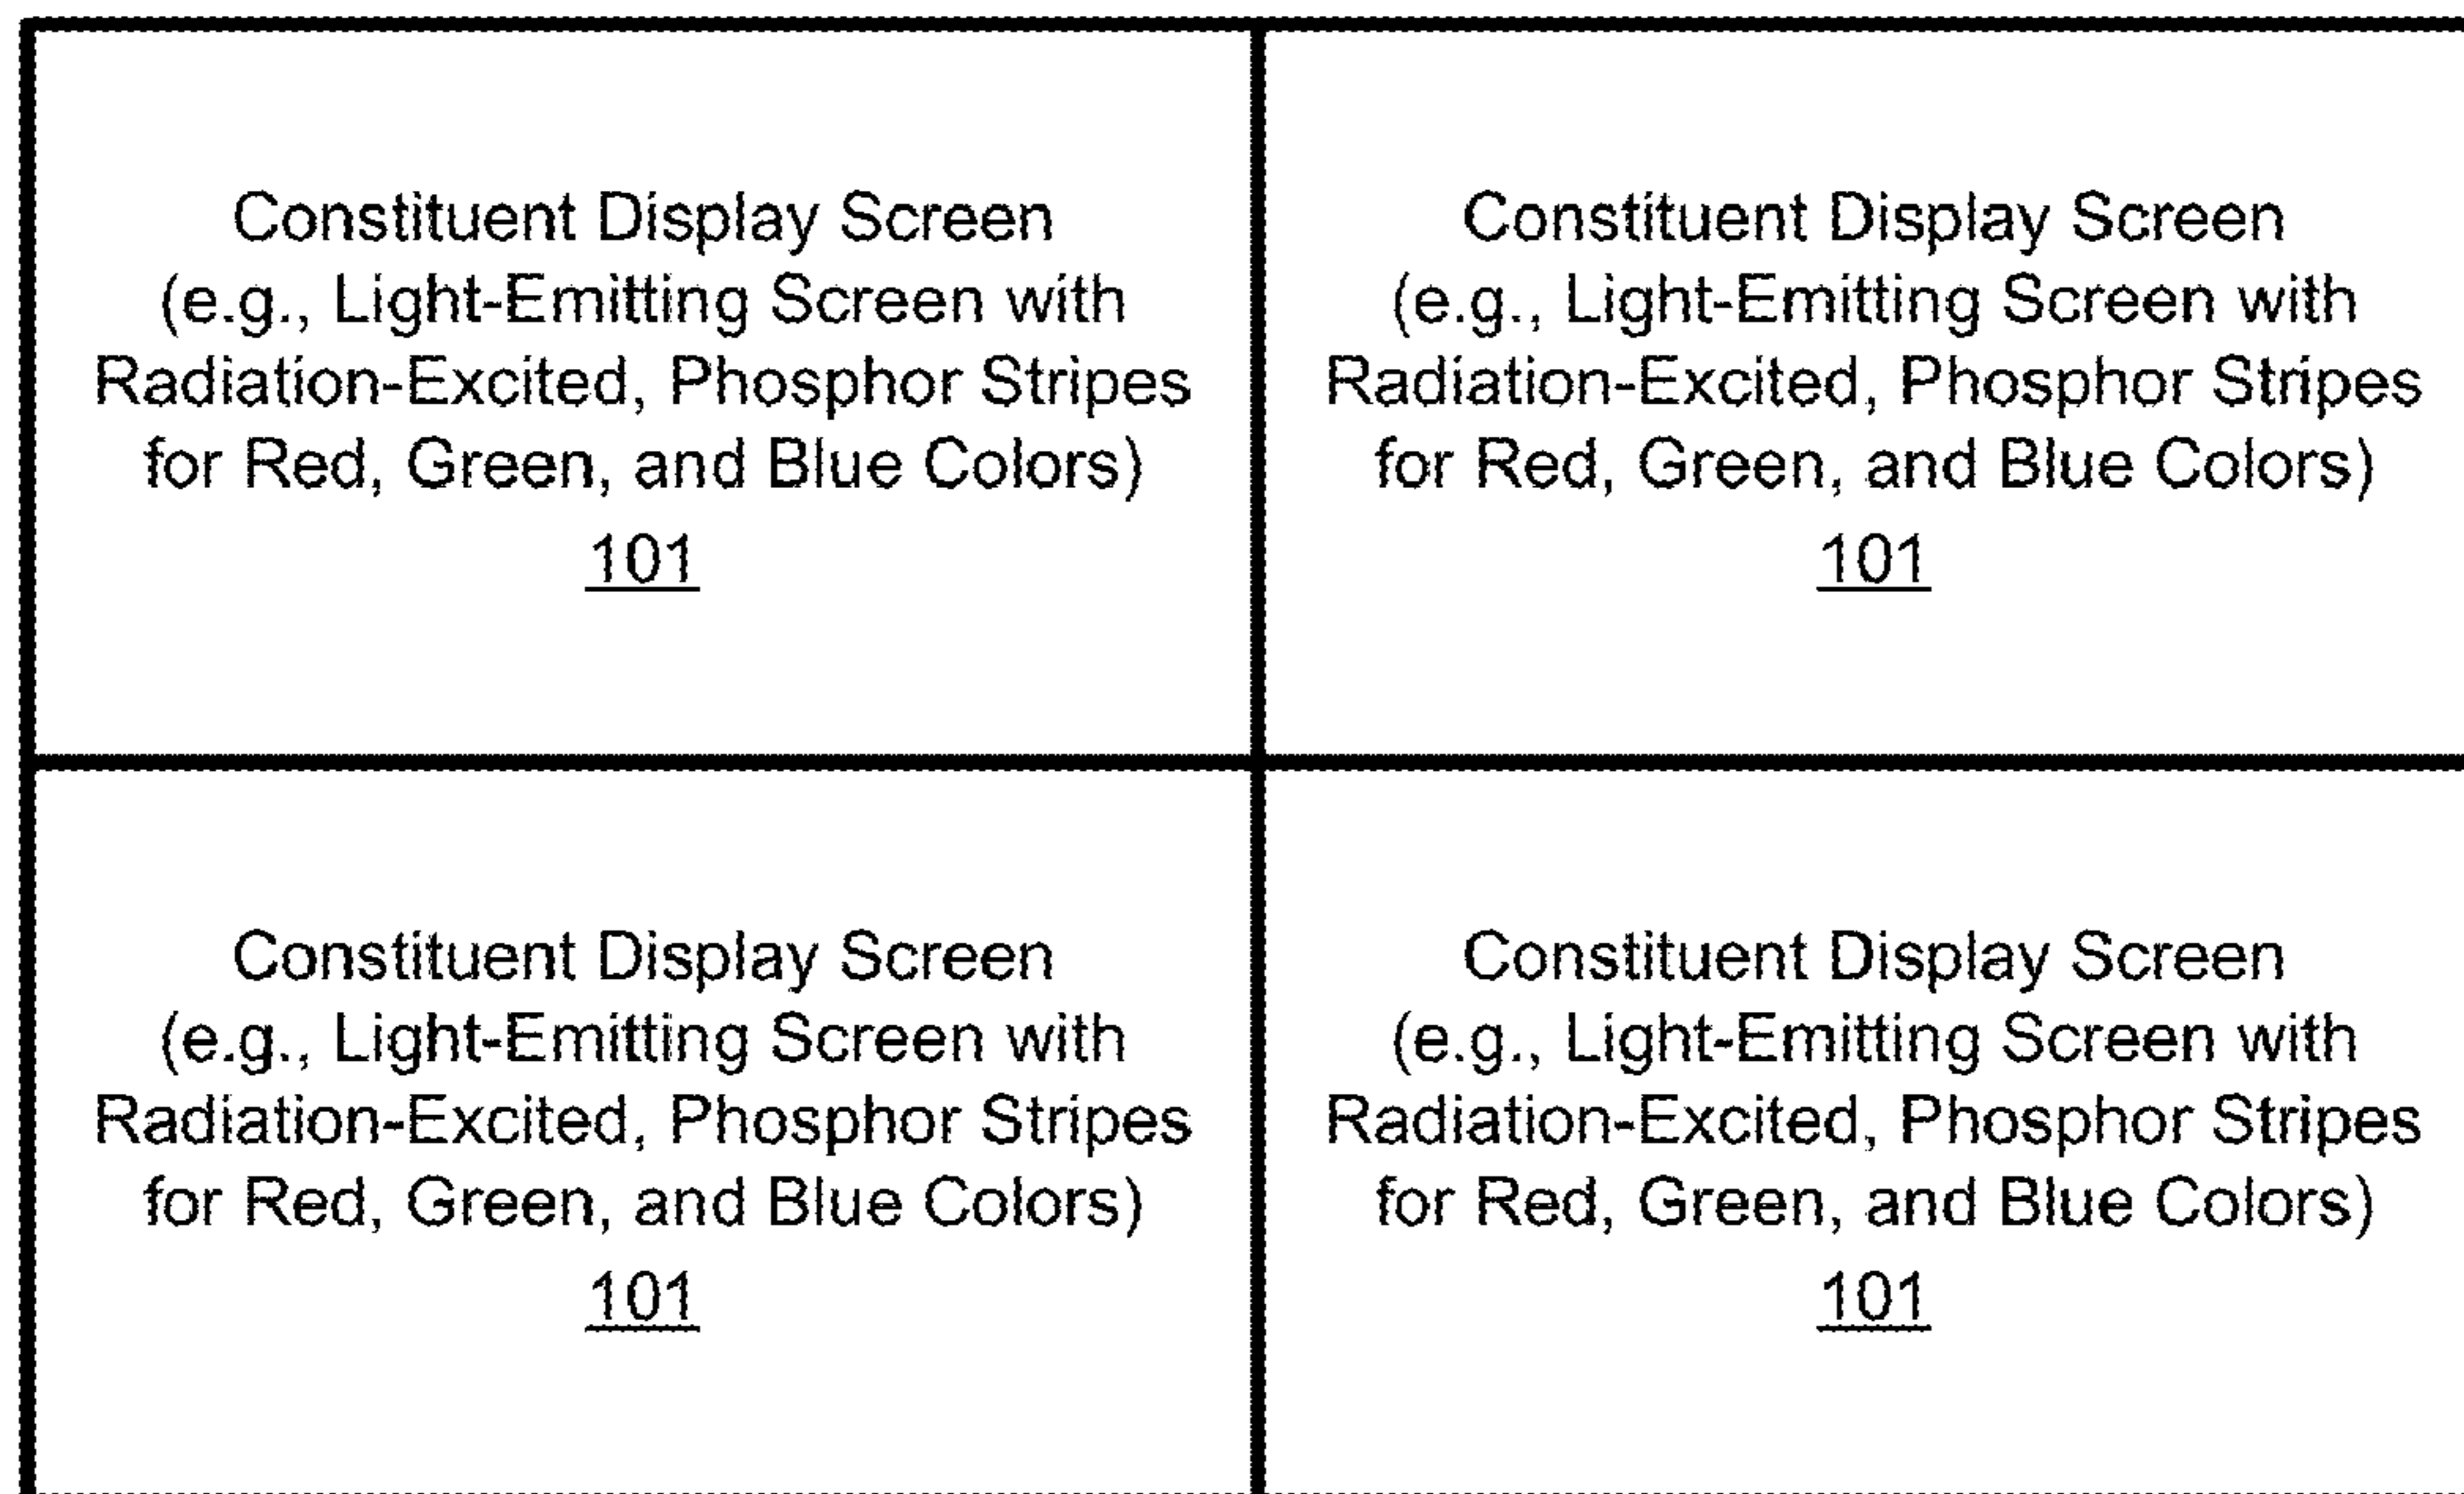 Constituent Display Screen
(e.g., Light-Emitting Screen with
Radiation-Excited, Phosphor Stripes
for Red, Green, and Blue Colors)
101
Constituent Display Screen
(e.g., Light-Emitting Screen with
Radiation-Excited, Phosphor Stripes
for Red, Green, and Blue Colors)
101
Constituent Display Screen
(e.g., Light-Emitting Screen with
Radiation-Excited, Phosphor Stripes
for Red, Green, and Blue Colors)
101
Constituent Display Screen
(e.g., Light-Emitting Screen with
Radiation-Excited, Phosphor Stripes
for Red, Green, and Blue Colors)
101